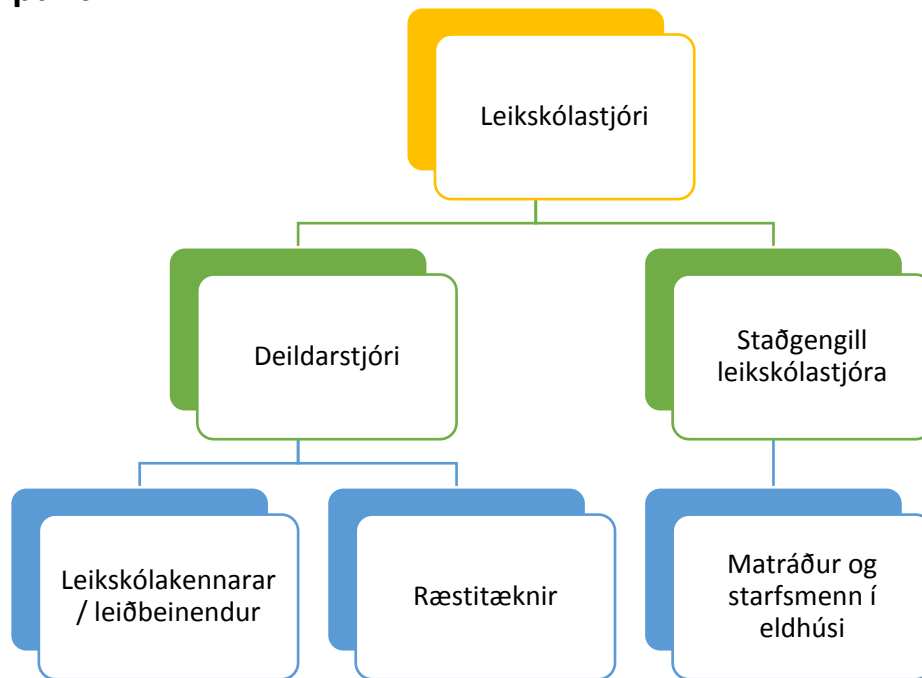 Leikskólastjóri
Deildarstjóri
Staðgengill
leikskólastjóra
Leikskólakennarar
/ leiðbeinendur
Ræstitæknir
Matráður og
starfsmenn í
eldhúsi